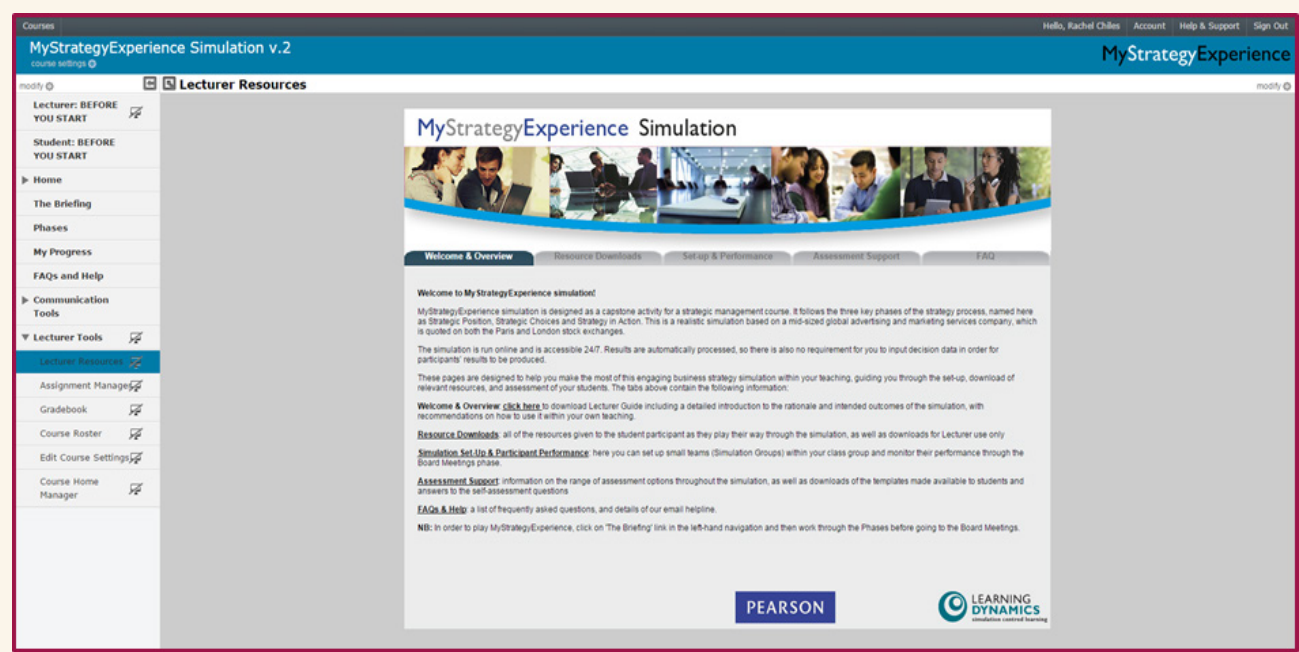 Courses
Hello, Rachel Chiles Account Help & Support Sign Out
MyStrategyExperience Simulation v.2
course settings
MyStrategyExperience
modify
Lecturer Resources
modify
Lecturer: BEFORE
YOU START
Student: BEFORE
YOU START
Home
The Briefing
Phases
My Progress
FAQs and Help
Communication
Tools
Lecturer Tools
Lecturer Resources
Assignment Manage
Gradebook
Course Roster
Edit Course Settings
Course Home
Manager
MyStrategyExperience Simulation
Welcome & Overview Resource Downloads Set-up & Performance Assessment Support FAQ
Welcome to MyStrategyExperience simulation!
MyStrategyExperience simulation is designed as a capstone activity for a strategic management course. It follows the three key phases of the strategy process, named here
as Strategic Position, Strategic Choices and Strategy in Action. This is a realistic simulation based on a mid-sized global advertising and marketing services company, which
is quoted on both the Paris and London stock exchanges.
The simulation is run online and is accessible 24/7. Results are automatically processed, so there is also no requirement for you to input decision data in order for
participants' results to be produced.
These pages are designed to help you make the most of this engaging business strategy simulation within your teaching, guiding you through the set-up, download of
relevant resources, and assessment of your students. The tabs above contain the following information:
Welcome & Overview: click here to download Lecturer Guide including a detailed introduction to the rationale and intended outcomes of the simulation, with
recommendations on how to use it within your own teaching.
Resource Downloads: all of the resources given to the student participant as they play their way through the simulation, as well as downloads for Lecturer use only
Simulation Set-Up & Participant Performance: here you can set up small teams (Simulation Groups) within your class group and monitor their performance through the
Board Meetings phase.
Assessment Support: information on the range of assessment options throughout the simulation, as well as downloads of the templates made available to students and
answers to the self-assessment questions
FAQs & Help: a list of frequently asked questions, and details of our email helpline.
NB: In order to play MyStrategyExperience, click on 'The Briefing' link in the left-hand navigation and then work through the Phases before going to the Board Meetings.
PEARSON
LEARNING
DYNAMICS
simulation centred learning